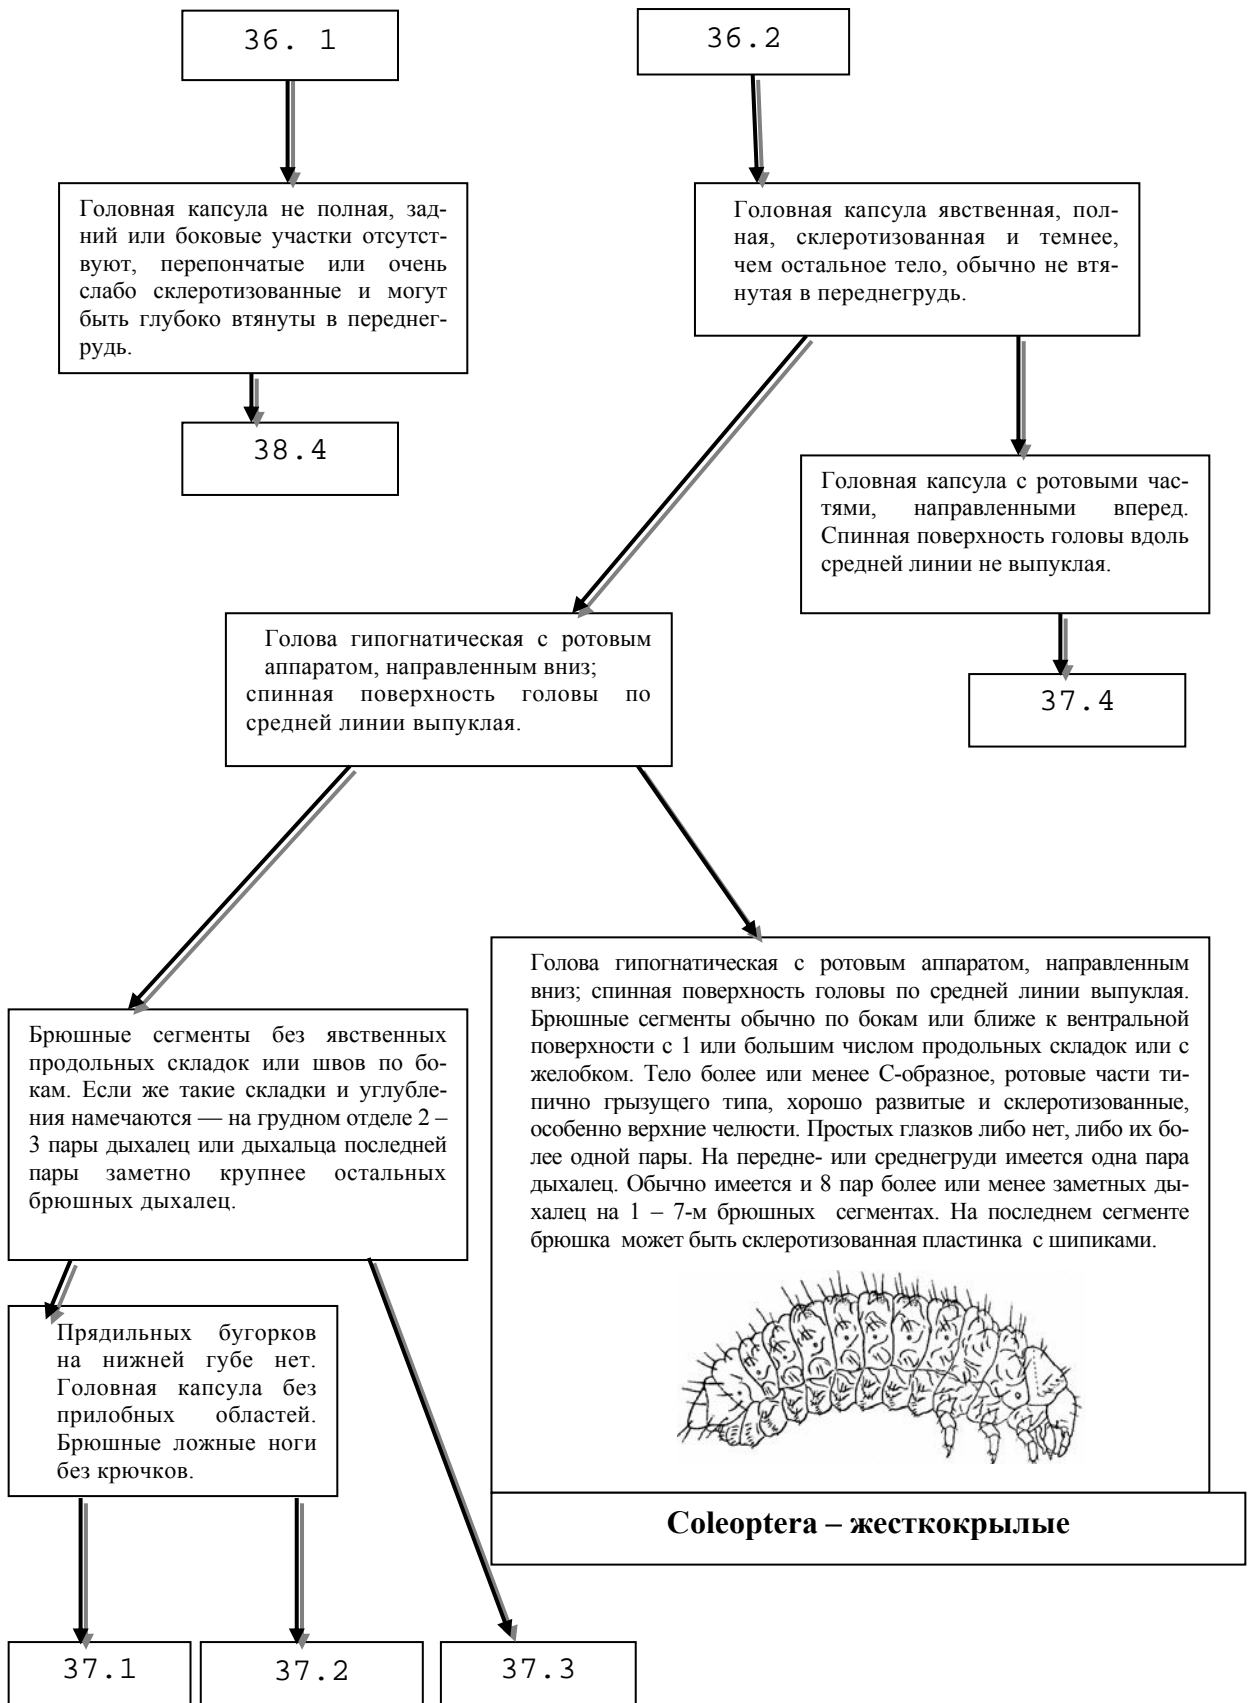 36. 1
36.2
Головная капсула не полная, зад-
ний или боковые участки отсутст-
вуют, перепончатые или очень
слабо склеротизованные и могут
быть глубоко втянуты в переднег-
рудь.
Головная капсула явственная, пол-
ная, склеротизованная и темнее,
чем остальное тело, обычно не втя-
нутая в переднегрудь.
38.4
Головная капсула с ротовыми час-
тями, направленными вперед.
Спинная поверхность головы вдоль
средней линии не выпуклая.
Голова гипогнатическая с ротовым
аппаратом, направленным вниз;
спинная поверхность головы по
средней линии выпуклая.
37.4
Брюшные сегменты без явственных
продольных складок или швов по бо-
кам. Если же такие складки и углубле-
ния намечаются — на грудном отделе 2 –
3 пары дыхалец или дыхальца последней
пары заметно крупнее остальных
брюшных дыхалец.
Голова гипогнатическая с ротовым аппаратом, направленным
вниз; спинная поверхность головы по средней линии выпуклая.
Брюшные сегменты обычно по бокам или ближе к вентральной
поверхности с 1 или большим числом продольных складок или с
желобком. Тело более или менее С-образное, ротовые части ти-
пично грызущего типа, хорошо развитые и склеротизованные,
особенно верхние челюсти. Простых глазков либо нет, либо их бо-
лее одной пары. На передне- или среднегруди имеется одна пара
дыхалец. Обычно имеется и 8 пар более или менее заметных ды-
халец на 1 – 7-м брюшных сегментах. На последнем сегменте
брюшка может быть склеротизованная пластинка с шипиками.
Прядильных бугорков
на нижней губе нет.
Головная капсула без
прилобных областей.
Брюшные ложные ноги
без крючков.
Coleoptera – жесткокрылые
37.1
37.2
37.3